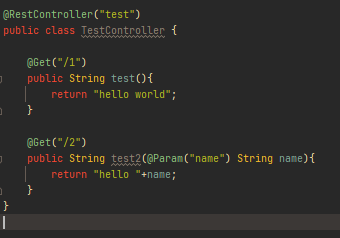 @RestController("test")
public class TestController {
@Get("/1")
public String test(){
return "hello world";
}
@Get("/2")
public String test2(@Param("name") String name){
return "hello "+name;
}
}